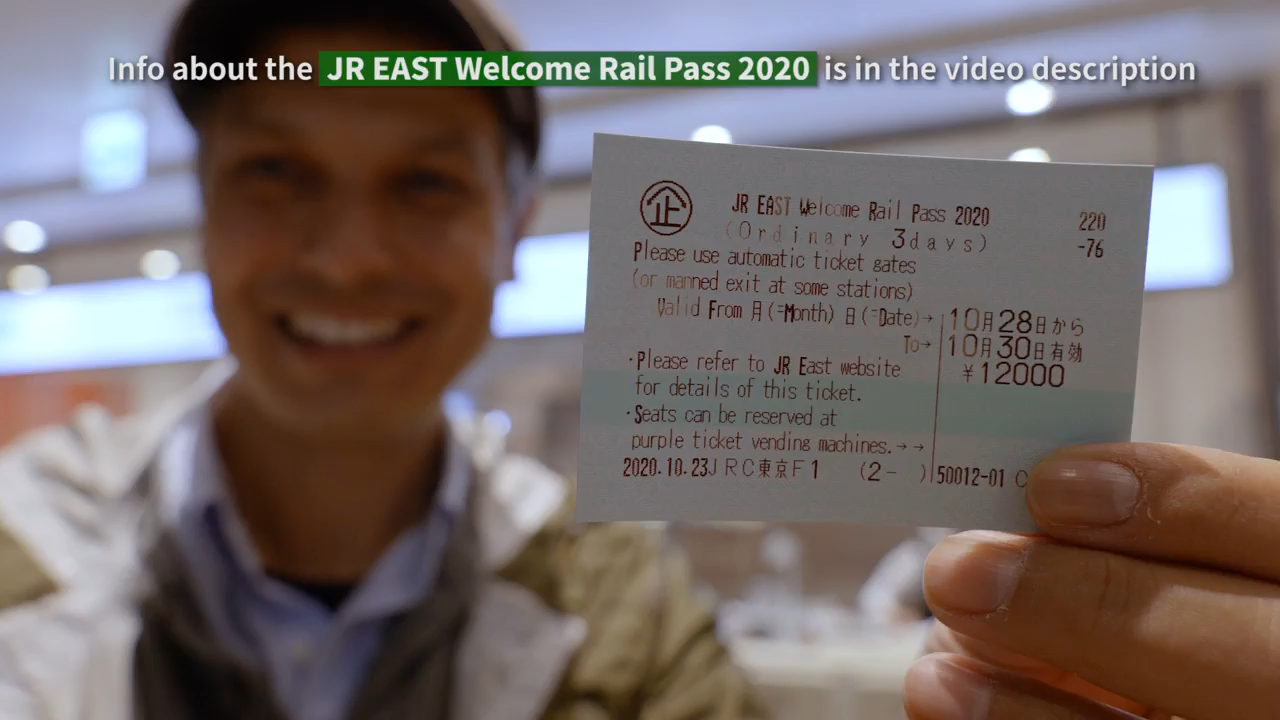 Info about the JR EAST Welcome Rail Pass 2020 is in the video description
企 JR EAST Welcome Rail Pass 2020 220
(Ordinary 3days) -76
Please use automatic ticket gates
(or manned exit at some stations)
Valid From 月(=Month) 日(=Date)→ 10月28日から
To→ 10月30日有効
¥12000
・Please refer to JR East website
for details of this ticket.
・Seats can be reserved at
purple ticket vending machines.→→
2020.10.23JRC東京F1 (2- ) 50012-01 C